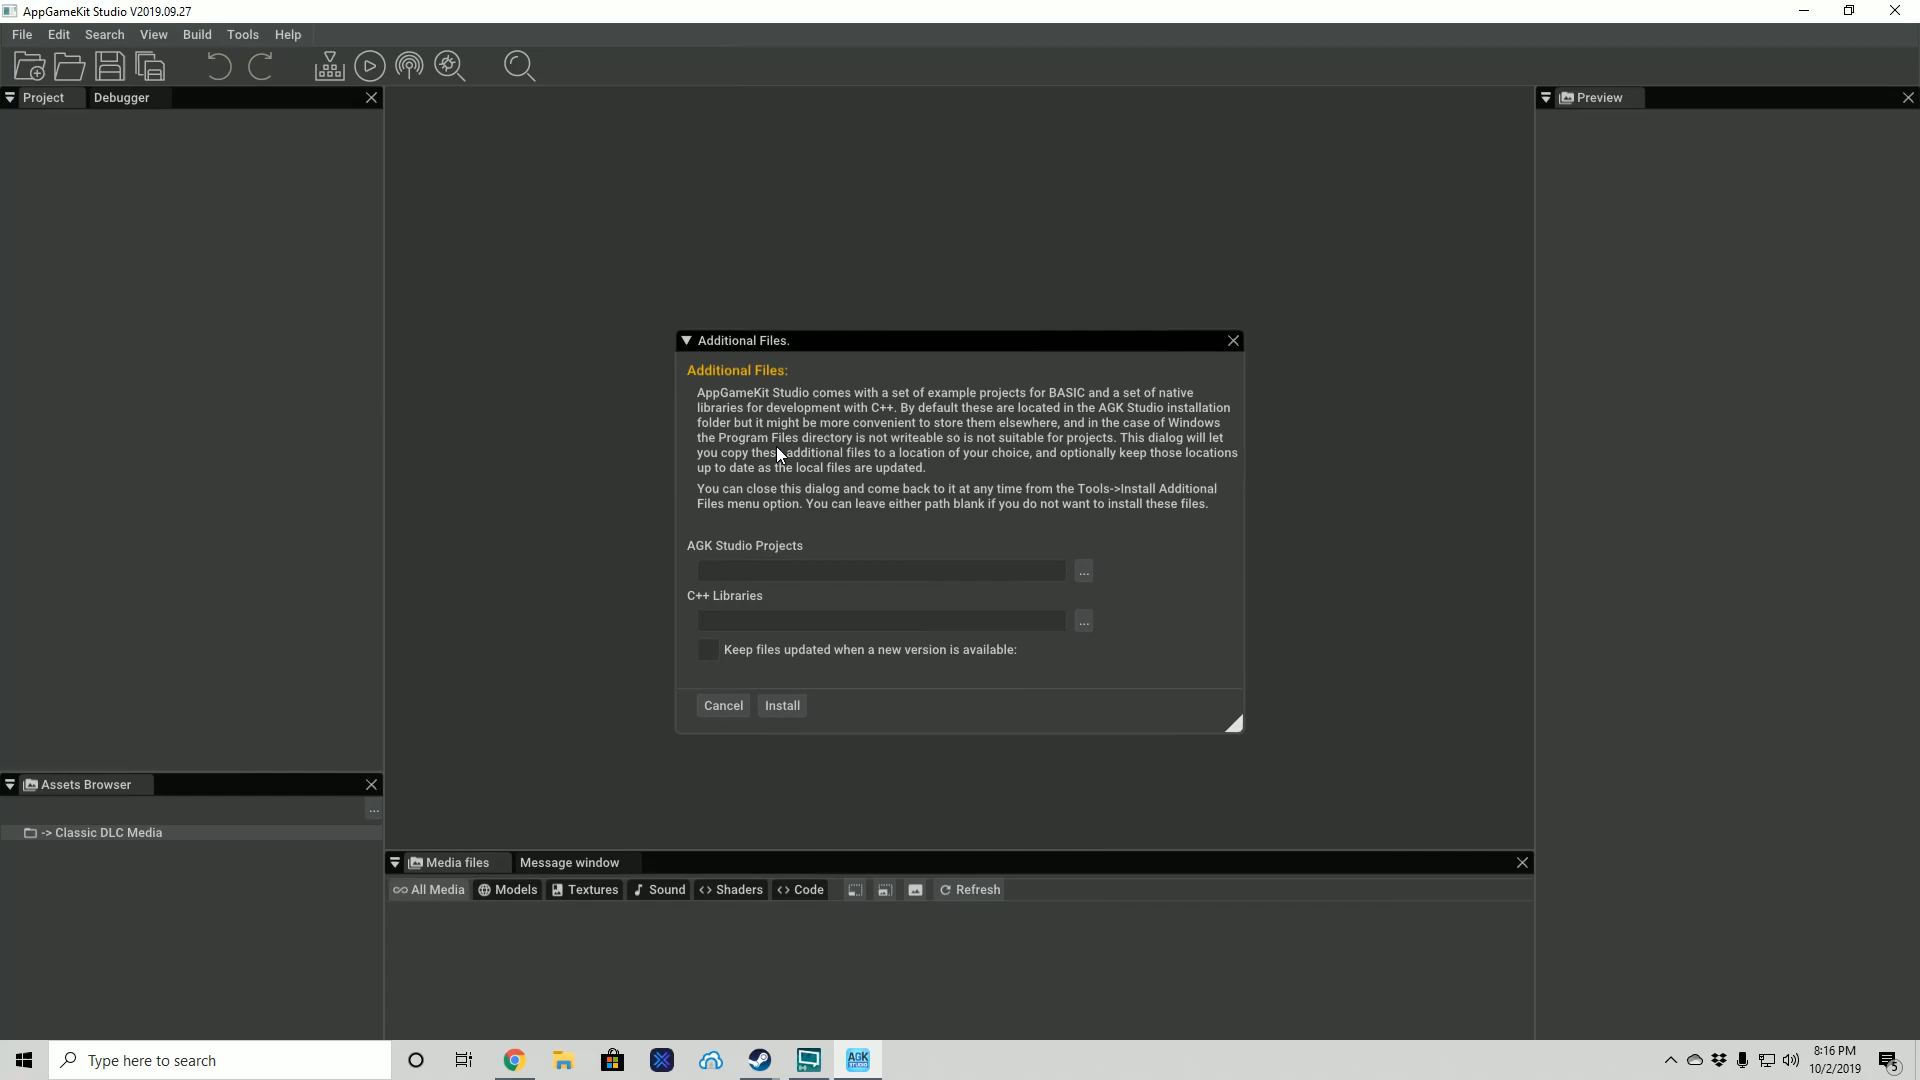 AppGameKit Studio V2019.09.27
File Edit Search View Build Tools Help
Project Debugger
Preview
Additional Files.
Additional Files:
AppGameKit Studio comes with a set of example projects for BASIC and a set of native
libraries for development with C++. By default these are located in the AGK Studio installation
folder but it might be more convenient to store them elsewhere, and in the case of Windows
the Program Files directory is not writeable so is not suitable for projects. This dialog will let
you copy these additional files to a location of your choice, and optionally keep those locations
up to date as the local files are updated.
You can close this dialog and come back to it at any time from the Tools->Install Additional
Files menu option. You can leave either path blank if you do not want to install these files.
AGK Studio Projects
...
C++ Libraries
...
Keep files updated when a new version is available:
Cancel Install
Assets Browser
...
-> Classic DLC Media
Media files Message window
All Media Models Textures Sound <> Shaders <> Code Refresh
Type here to search
AGK
STUDIO
8:16 PM
10/2/2019
5